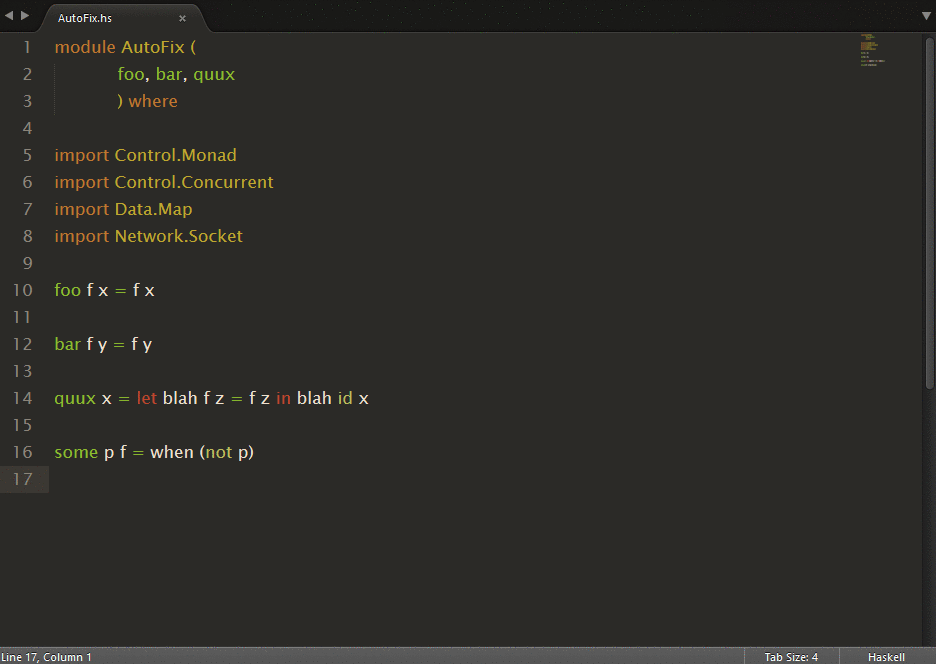 AutoFix.hs ×
1 module AutoFix (
2 foo, bar, quux
3 ) where
4
5 import Control.Monad
6 import Control.Concurrent
7 import Data.Map
8 import Network.Socket
9
10 foo f x = f x
11
12 bar f y = f y
13
14 quux x = let blah f z = f z in blah id x
15
16 some p f = when (not p)
17
Line 17, Column 1 Tab Size: 4 Haskell